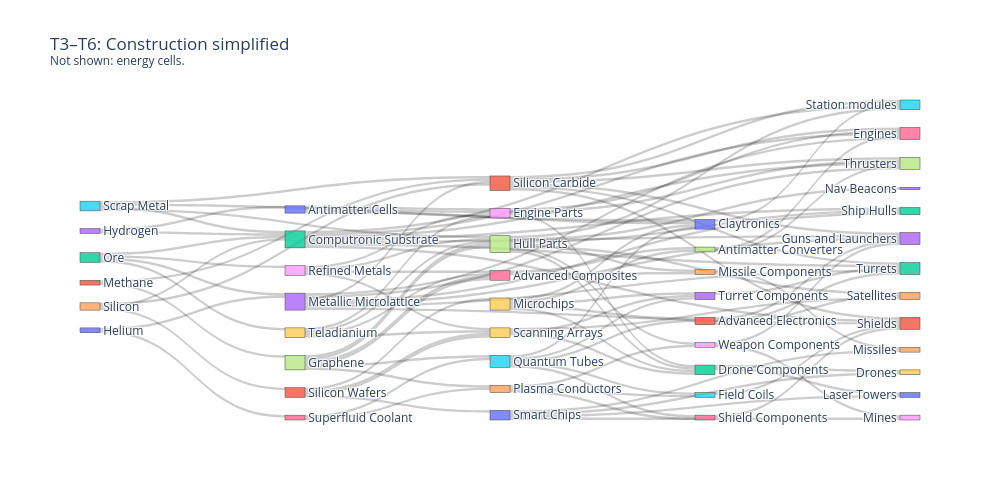 T3–T6: Construction simplified
Not shown: energy cells.
Scrap Metal
Hydrogen
Ore
Methane
Silicon
Helium
Antimatter Cells
Computronic Substrate
Refined Metals
Metallic Microlattice
Teladianium
Graphene
Silicon Wafers
Superfluid Coolant
Silicon Carbide
Engine Parts
Hull Parts
Advanced Composites
Microchips
Scanning Arrays
Quantum Tubes
Plasma Conductors
Smart Chips
Claytronics
Antimatter Converters
Missile Components
Turret Components
Advanced Electronics
Weapon Components
Drone Components
Field Coils
Shield Components
Station modules
Engines
Thrusters
Nav Beacons
Ship Hulls
Guns and Launchers
Turrets
Satellites
Shields
Missiles
Drones
Laser Towers
Mines